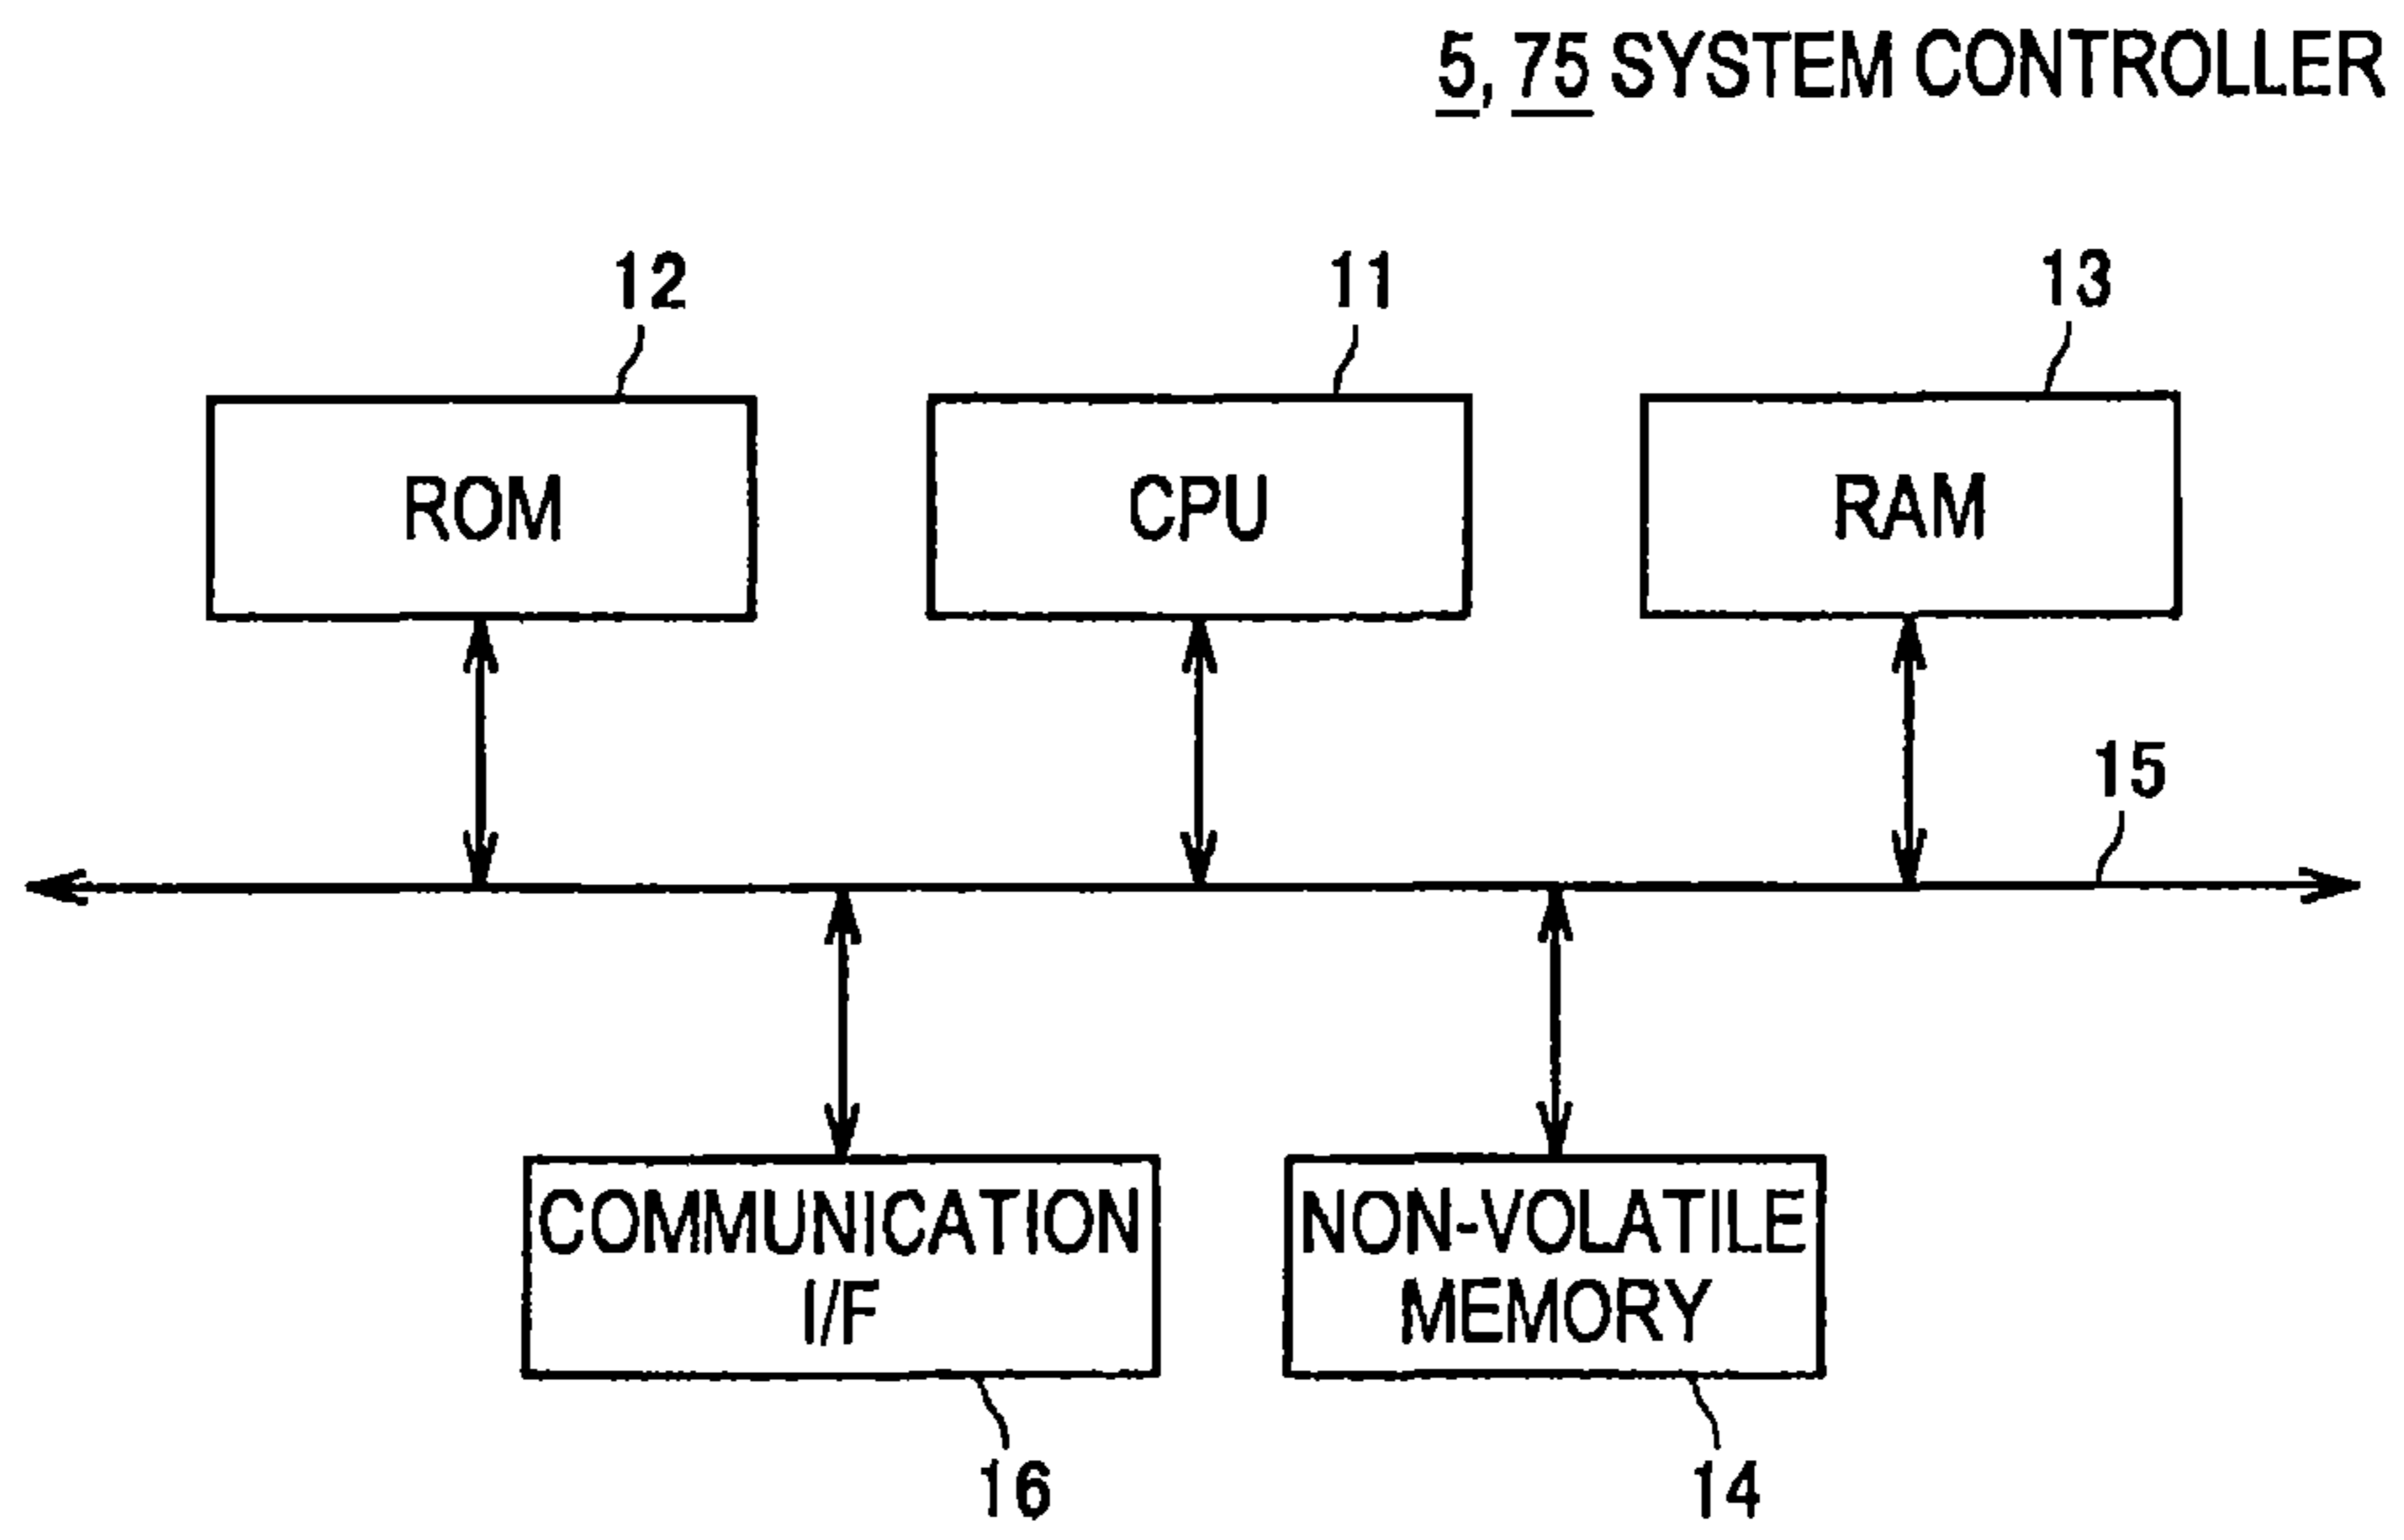 5, 75 SYSTEM CONTROLLER
12
11
13
ROM
CPU
RAM
15
COMMUNICATION
I/F
NON-VOLATILE
MEMORY
16
14